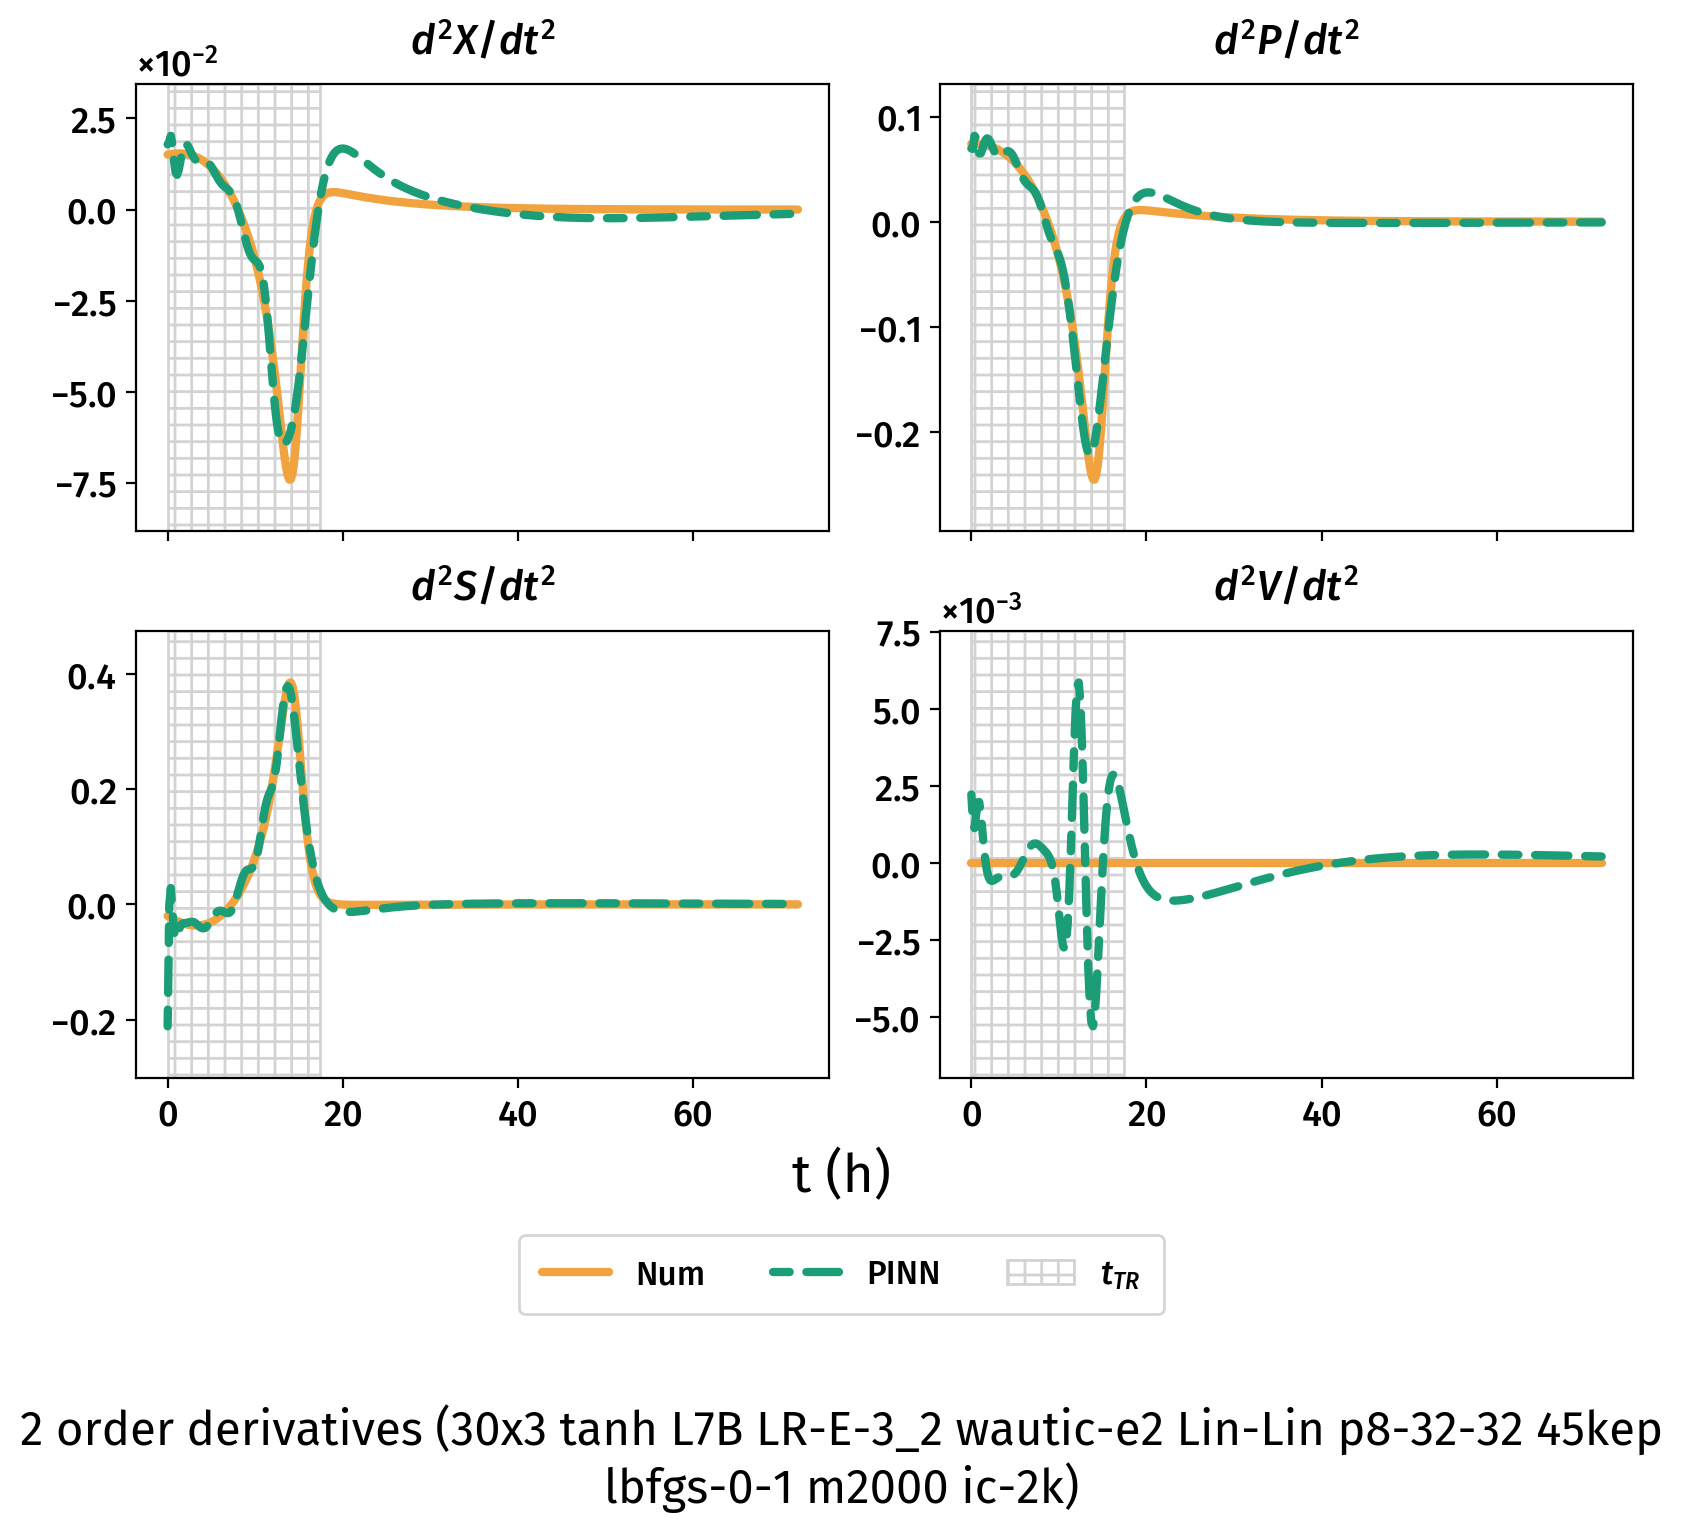 d²X/dt²
d²P/dt²
×10⁻²
2.5
0.0
−2.5
−5.0
−7.5
0.1
0.0
−0.1
−0.2
d²S/dt²
d²V/dt²
×10⁻³
0.4
0.2
0.0
−0.2
7.5
5.0
2.5
0.0
−2.5
−5.0
0 20 40 60
0 20 40 60
t (h)
Num PINN t_TR
2 order derivatives (30x3 tanh L7B LR-E-3_2 wautic-e2 Lin-Lin p8-32-32 45kep
lbfgs-0-1 m2000 ic-2k)